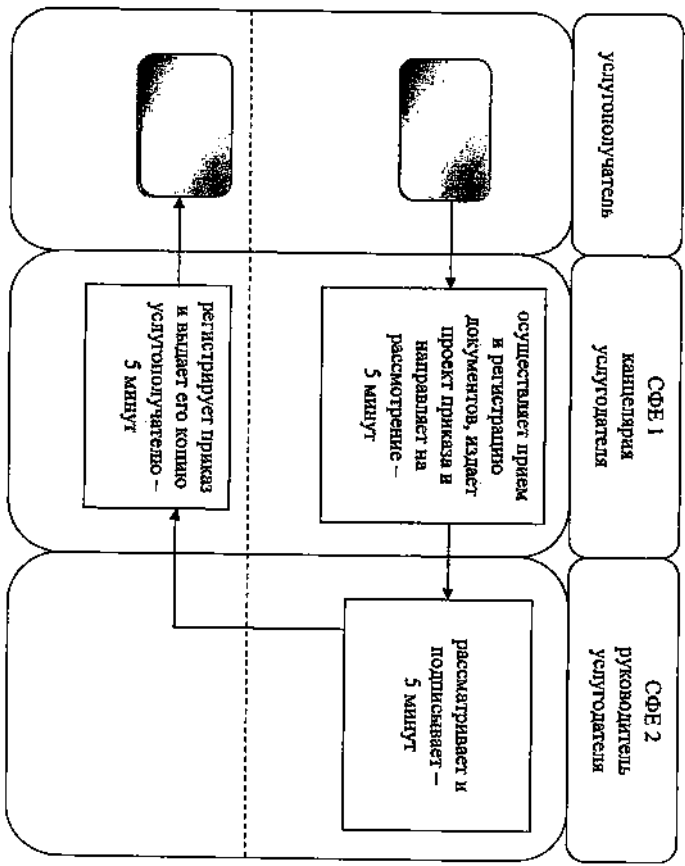 услугополучатель
СФЕ 1
канцелярия
услугодателя
СФЕ 2
руководитель
услугодателя
осуществляет прием
и регистрацию
документов, издает
проект приказа и
направляет на
рассмотрение –
5 минут
рассматривает и
подписывает –
5 минут
регистрирует приказ
и выдает его копию
услугополучателю –
5 минут